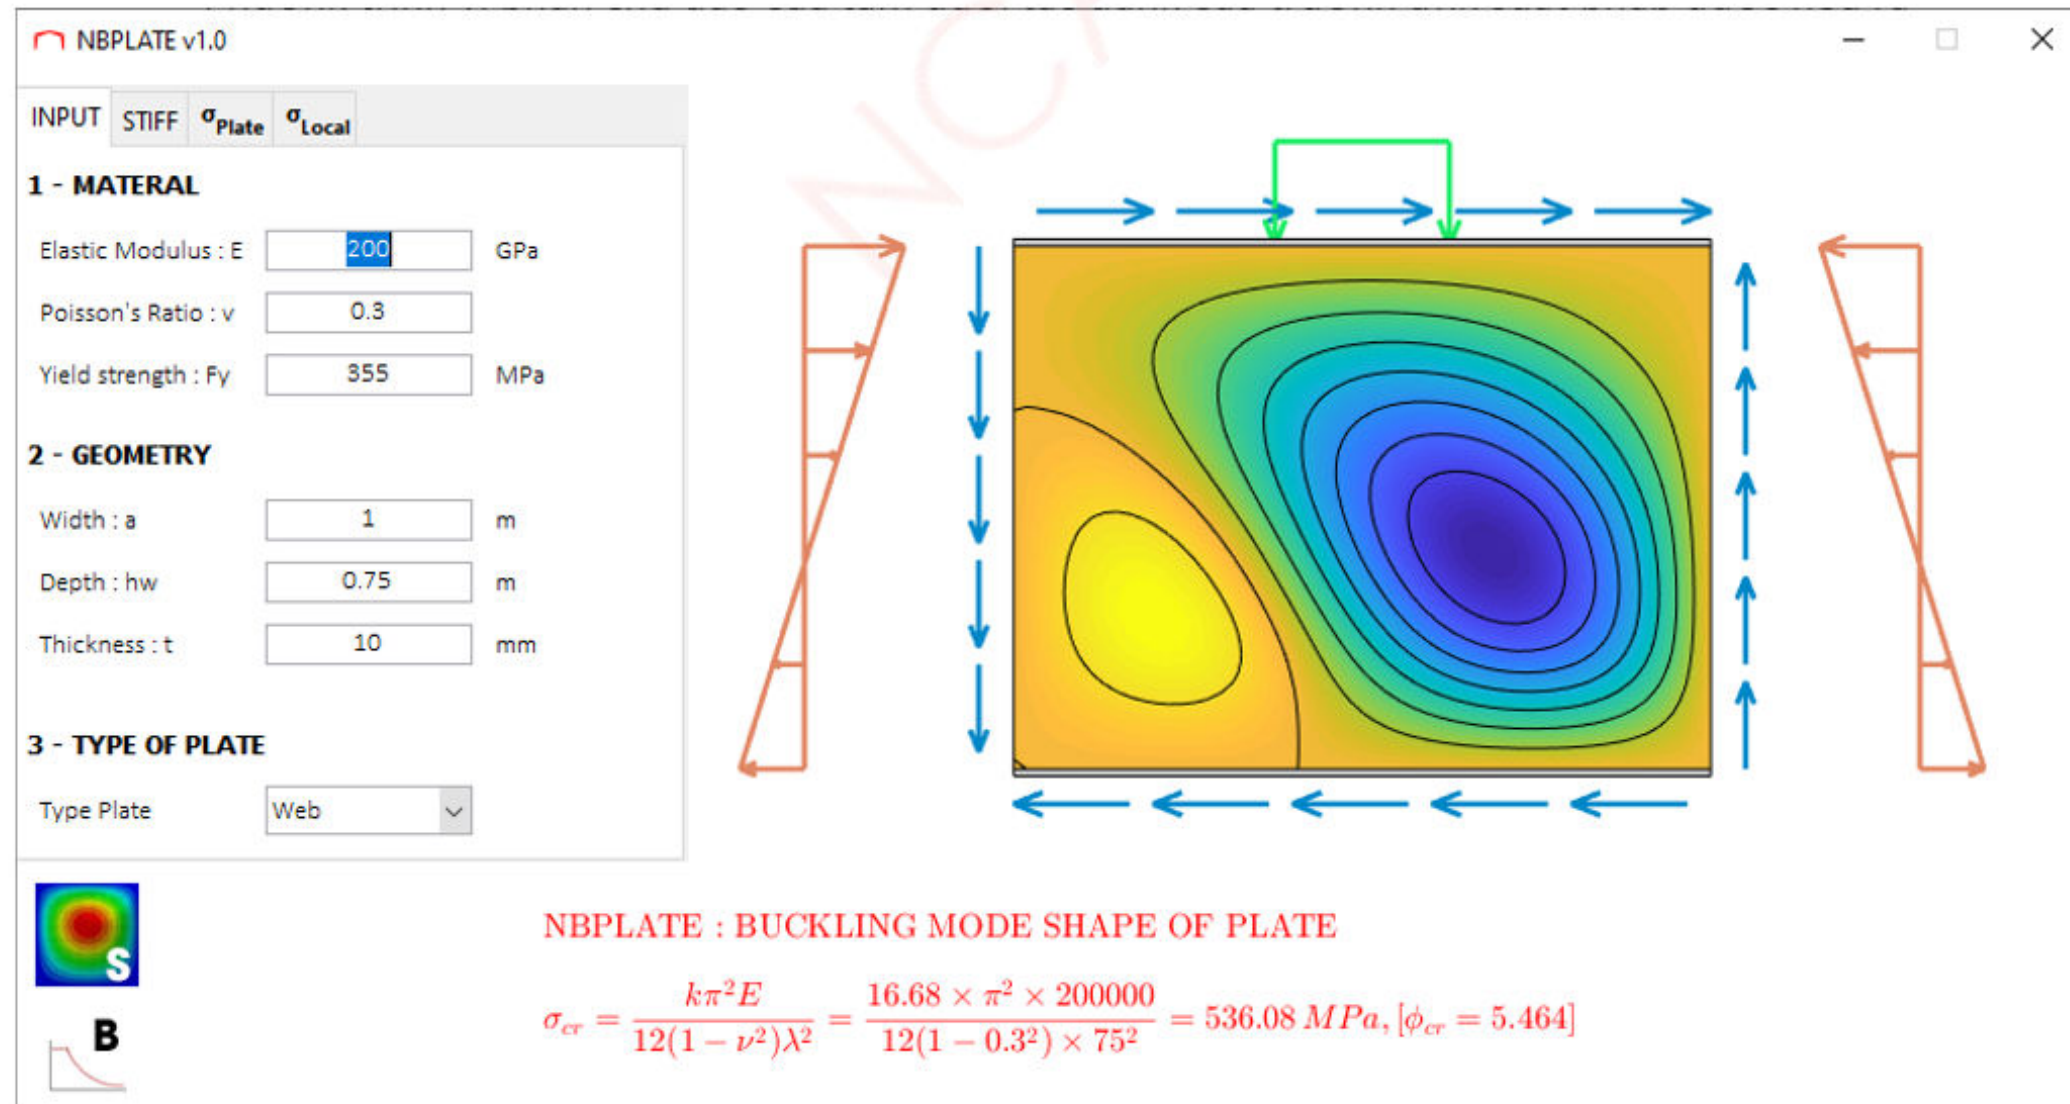 NBPLATE v1.0
INPUT STIFF σPlate σLocal
1 - MATERAL
Elastic Modulus : E 200 GPa
Poisson's Ratio : v 0.3
Yield strength : Fy 355 MPa
2 - GEOMETRY
Width : a 1 m
Depth : hw 0.75 m
Thickness : t 10 mm
3 - TYPE OF PLATE
Type Plate Web
S
B
NBPLATE : BUCKLING MODE SHAPE OF PLATE
σ_cr = kπ²E / 12(1 − ν²)λ² = 16.68 × π² × 200000 / 12(1 − 0.3²) × 75² = 536.08 MPa, [ϕ_cr = 5.464]